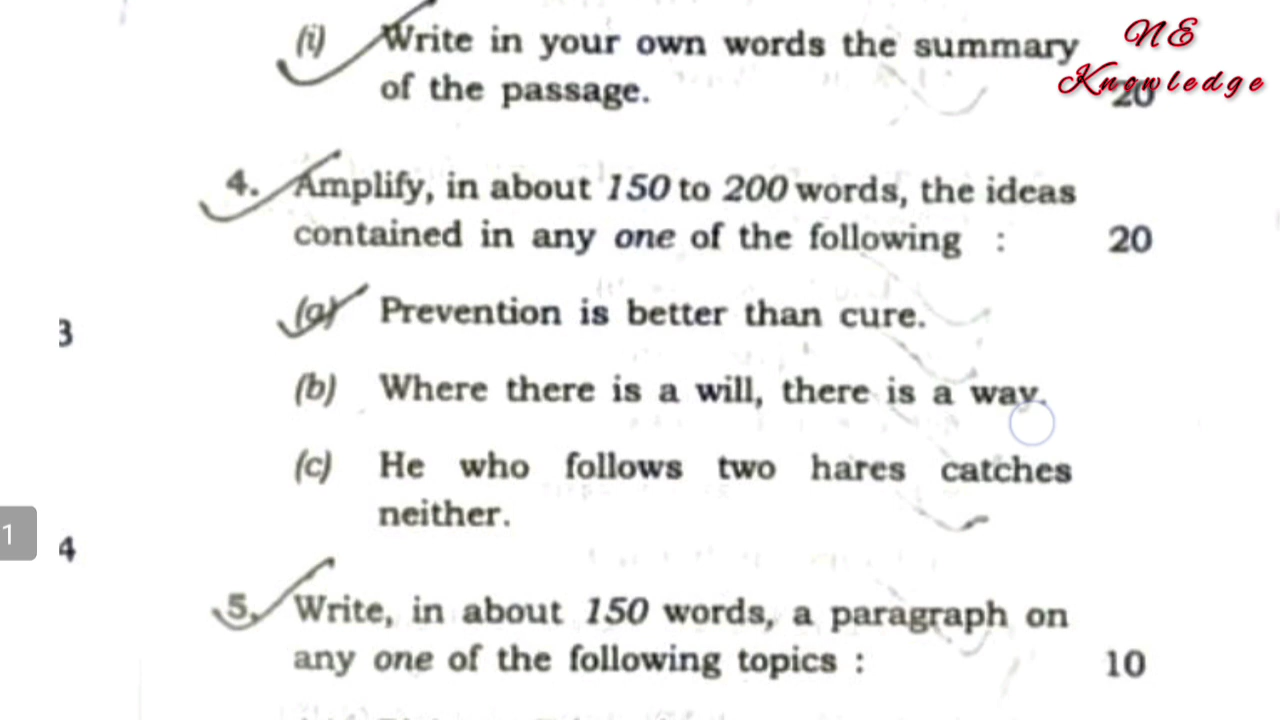 (i) Write in your own words the summary
of the passage. 20
NE
Knowledge
4. Amplify, in about 150 to 200 words, the ideas
contained in any one of the following : 20
(a) Prevention is better than cure.
3
(b) Where there is a will, there is a way.
(c) He who follows two hares catches
neither.
1
4
5. Write, in about 150 words, a paragraph on
any one of the following topics : 10